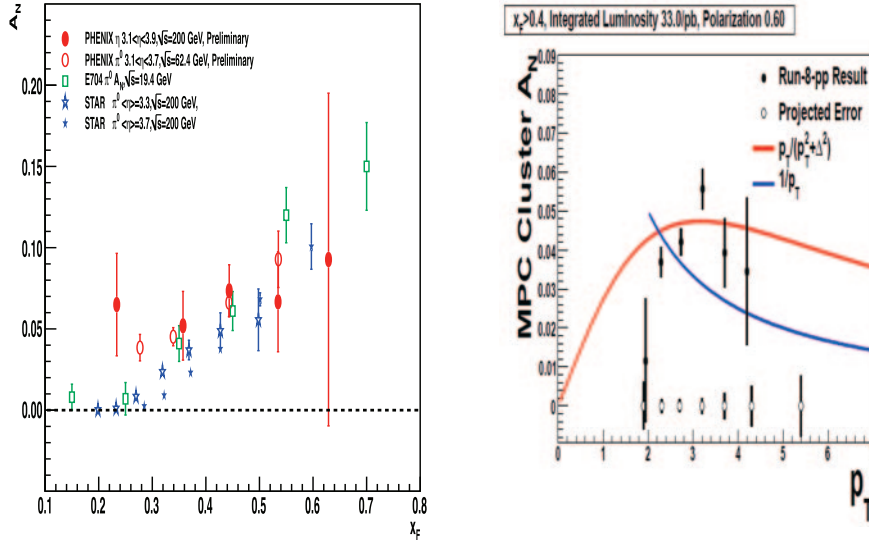 A_N
PHENIX η 3.1<η<3.9,√s=200 GeV, Preliminary
PHENIX π⁰ 3.1<η<3.7,√s=62.4 GeV, Preliminary
E704 π⁰ A_N,√s=19.4 GeV
STAR π⁰ <η>=3.3,√s=200 GeV,
STAR π⁰ <η>=3.7,√s=200 GeV
0.20
0.15
0.10
0.05
0.00
0.1 0.2 0.3 0.4 0.5 0.6 0.7 0.8
x_F
x_F>0.4, Integrated Luminosity 33.0/pb, Polarization 0.60
MPC Cluster A_N
Run-8-pp Result
Projected Error
p_T/(p_T²+Δ²)
1/p_T
0.09
0.08
0.07
0.06
0.05
0.04
0.03
0.02
0.01
0
0 1 2 3 4 5 6 7
p_T